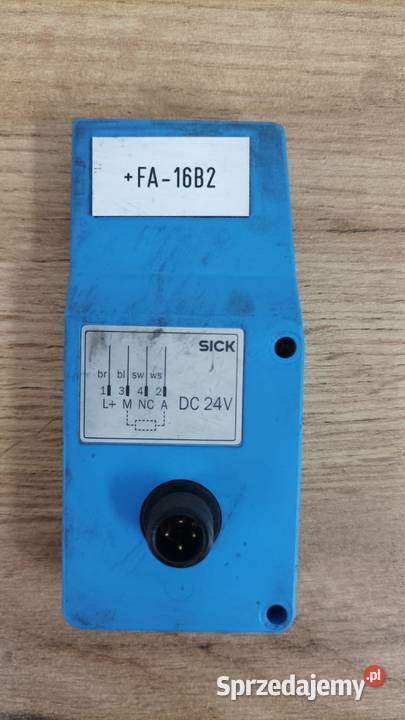 +FA-16B2
SICK
br bl sw ws
1 3 4 2
L+ M NC A DC 24V
Sprzedajemy.pl